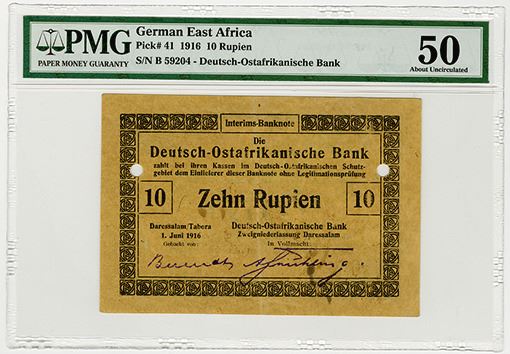 PMG
PAPER MONEY GUARANTY
German East Africa
Pick# 41 1916 10 Rupien
S/N B 59204 - Deutsch-Ostafrikanische Bank
50
About Uncirculated
Interims-Banknote
Die
Deutsch-Ostafrikanische Bank
zahlt bei ihren Kassen im Deutsch-Ostafrikanischen Schutz-
gebiet dem Einlieferer dieser Banknote ohne Legitimationsprüfung
10 Zehn Rupien 10
Daressalam/Tabora
1. Juni 1916
Gebucht von:
Deutsch-Ostafrikanische Bank
Zweigniederlassung Daressalam
In Vollmacht: